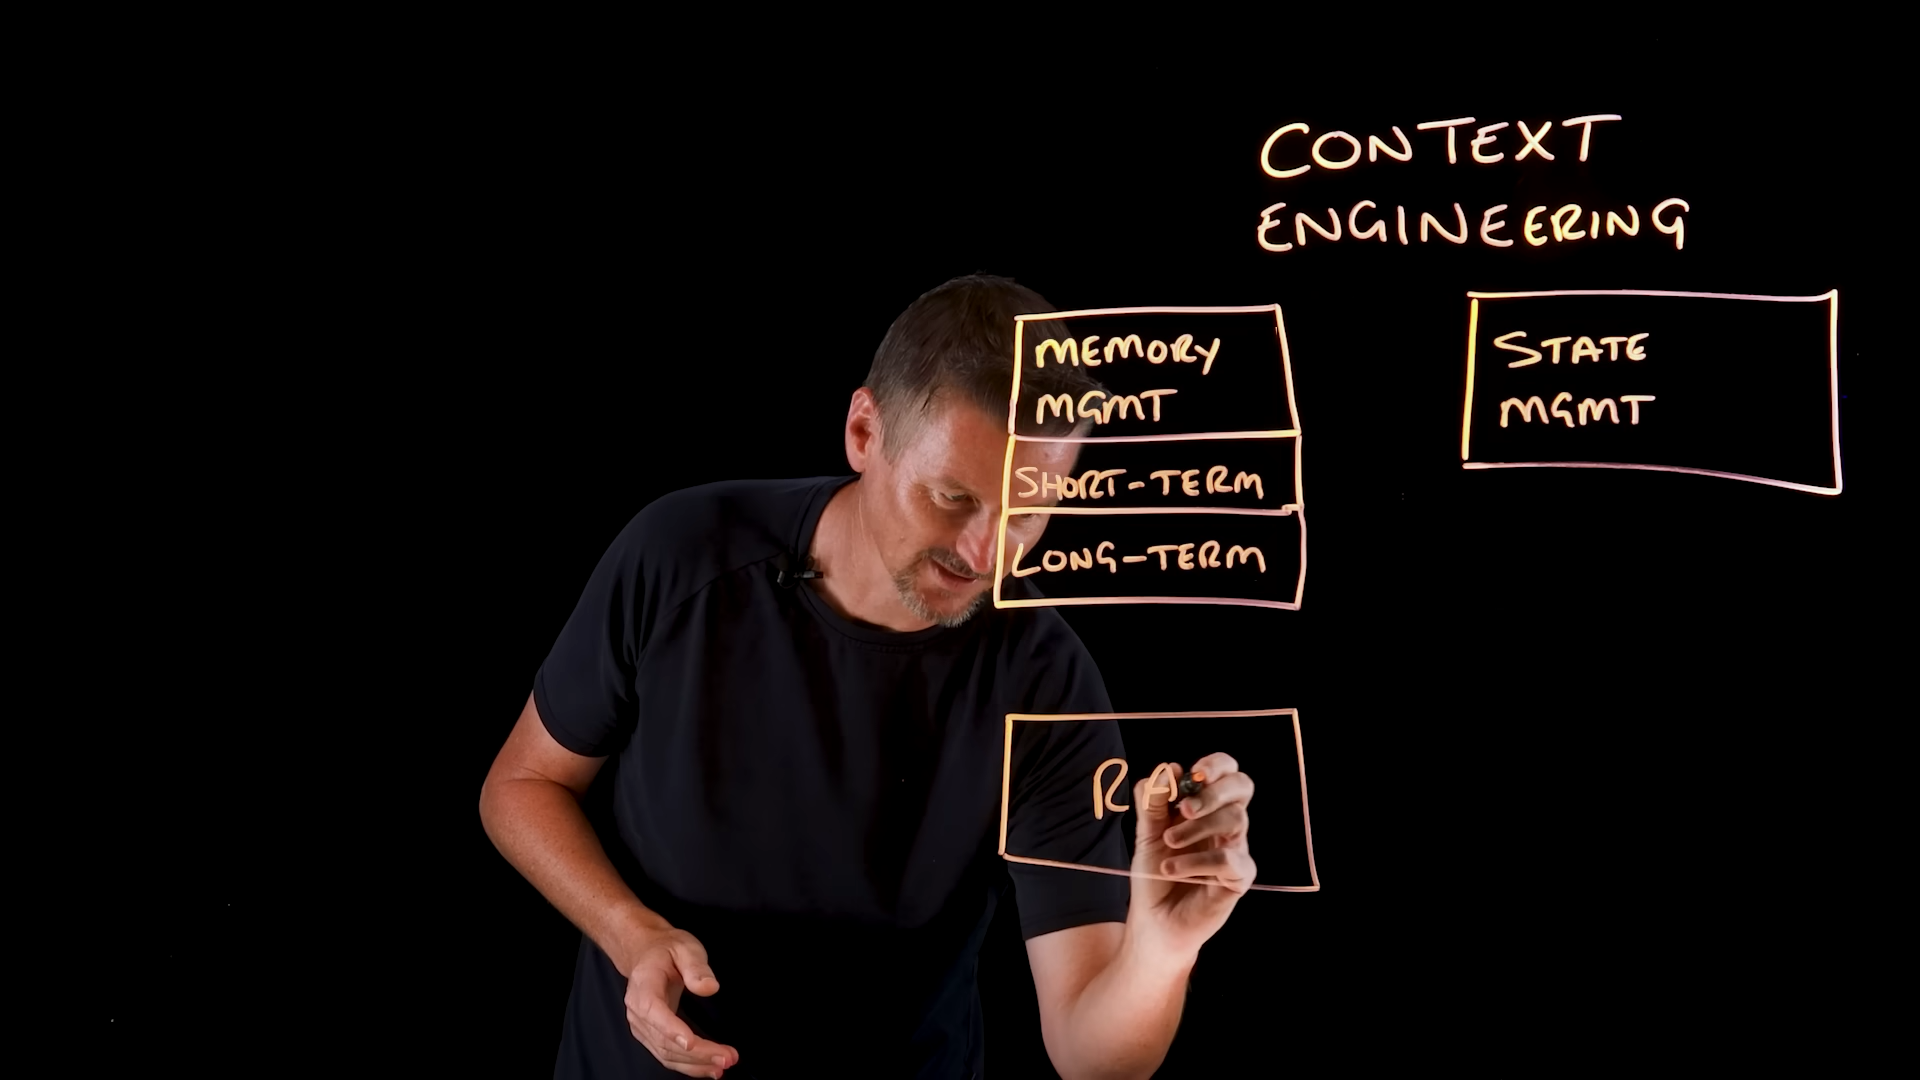 CONTEXT
ENGINEERING
MEMORY
MGMT
SHORT-TERM
LONG-TERM
STATE
MGMT
RA